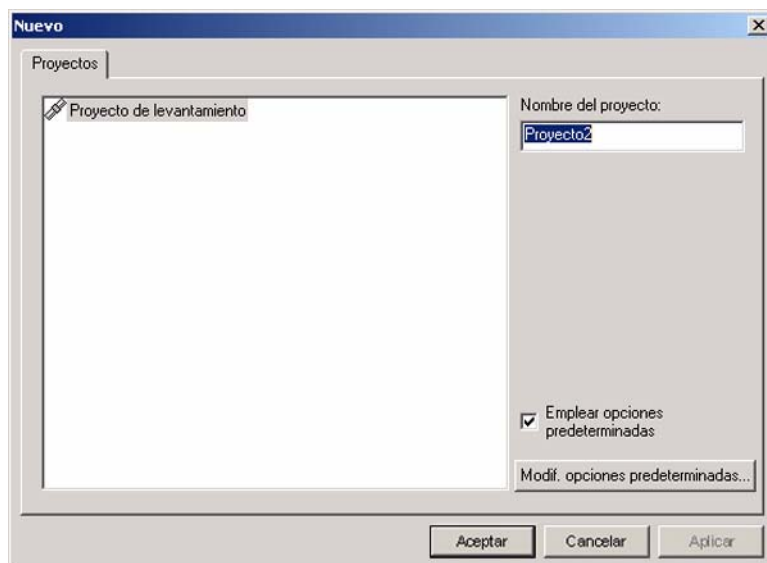 Nuevo
Proyectos
Proyecto de levantamiento
Nombre del proyecto:
Proyecto2
Emplear opciones
predeterminadas
Modif. opciones predeterminadas...
Aceptar
Cancelar
Aplicar